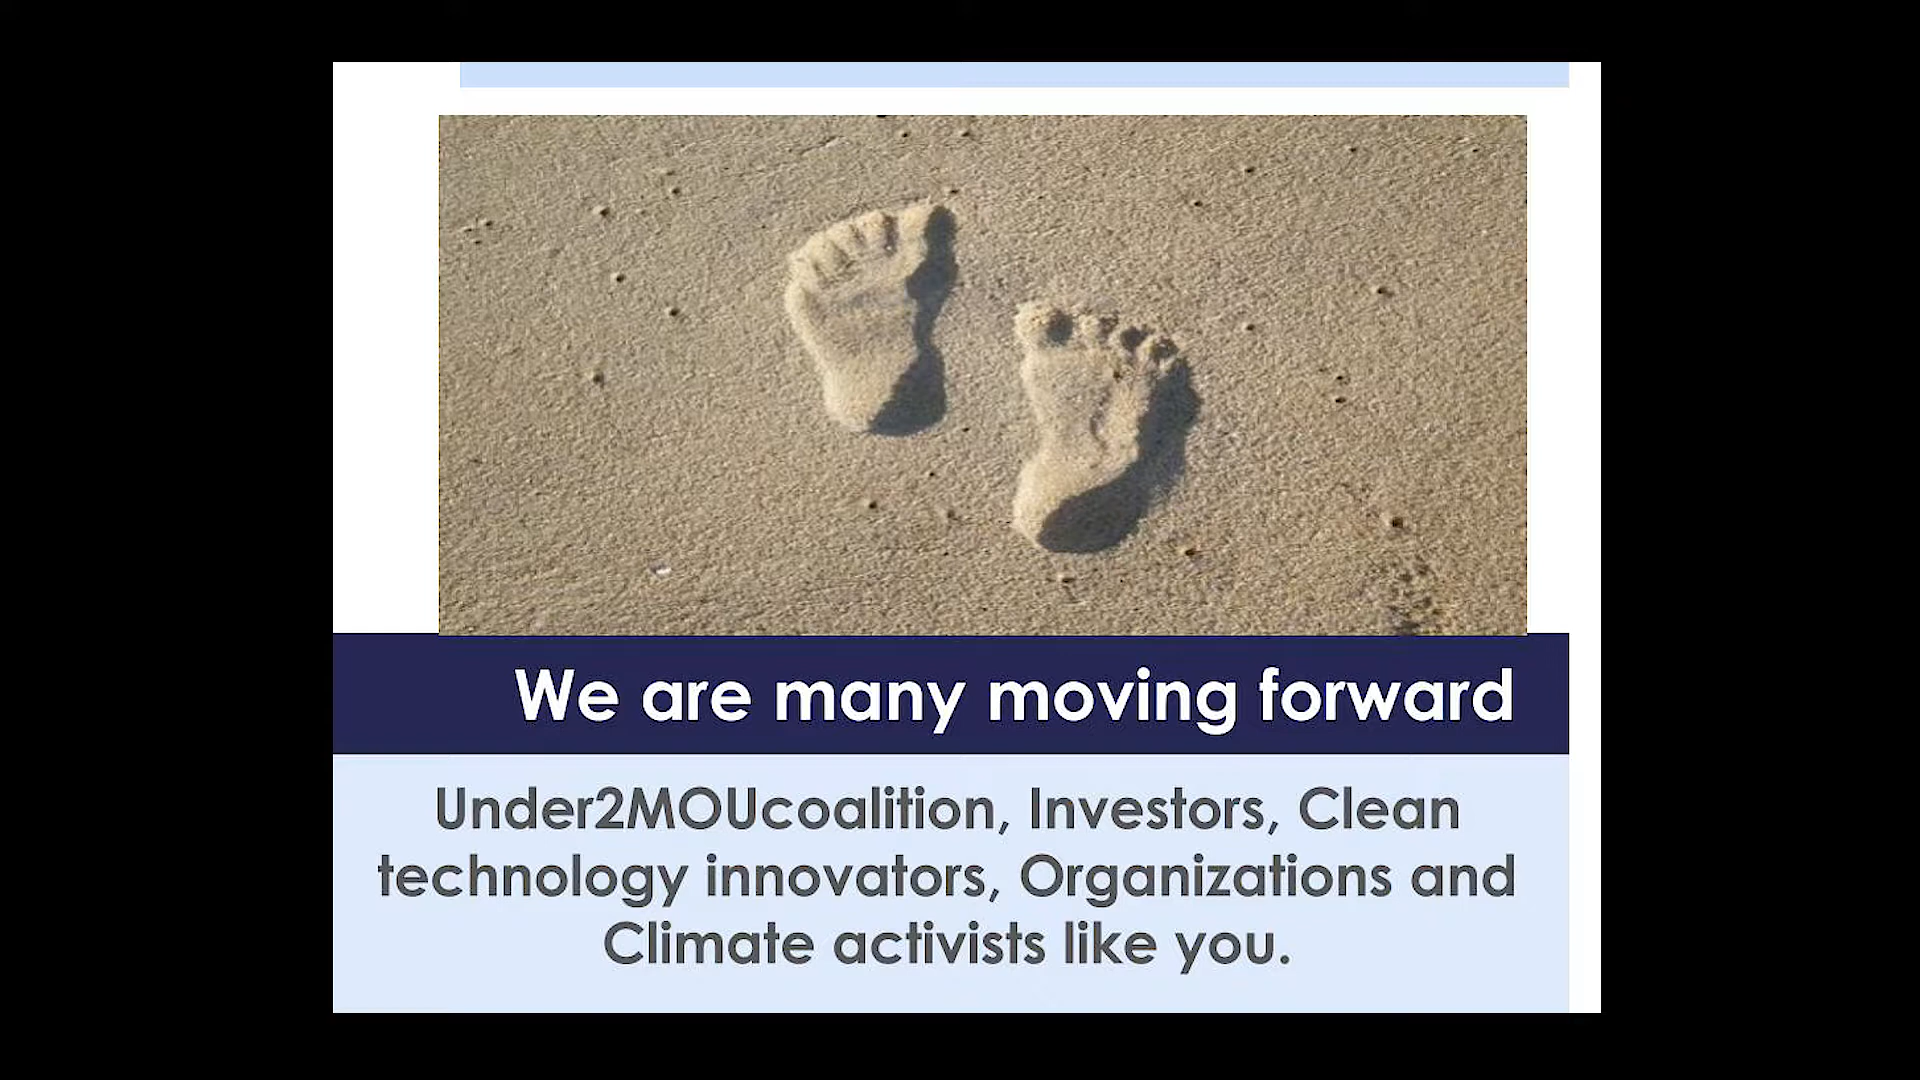 We are many moving forward
Under2MOUcoalition, Investors, Clean
technology innovators, Organizations and
Climate activists like you.